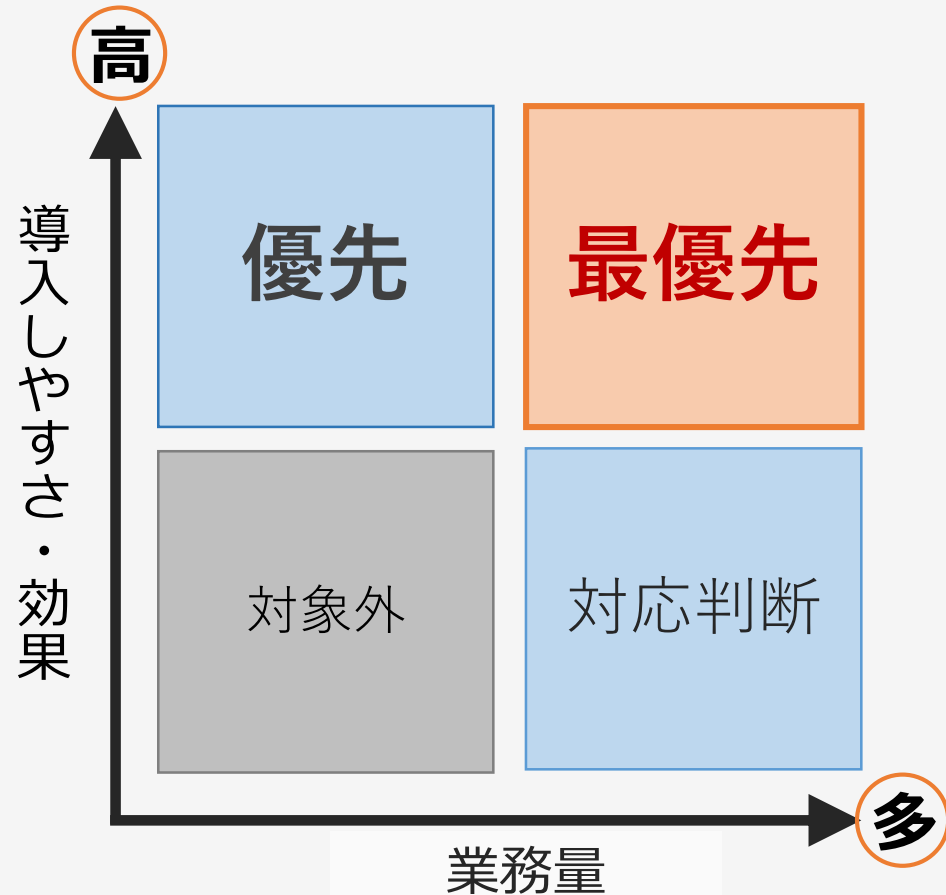 高
導入しやすさ・効果
優先
最優先
対象外
対応判断
多
業務量